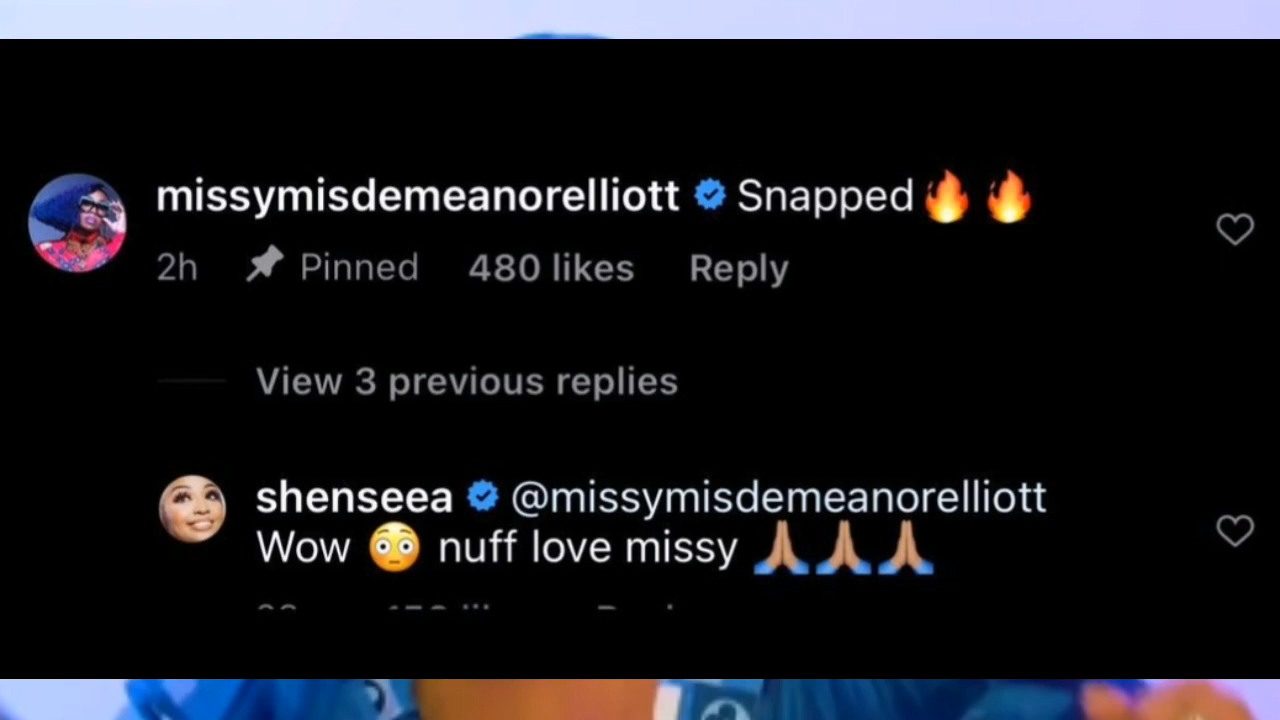 missymisdemeanorelliott Snapped🔥🔥
2h Pinned 480 likes Reply
View 3 previous replies
shenseea @missymisdemeanorelliott
Wow 😳 nuff love missy 🙏🏽🙏🏽🙏🏽